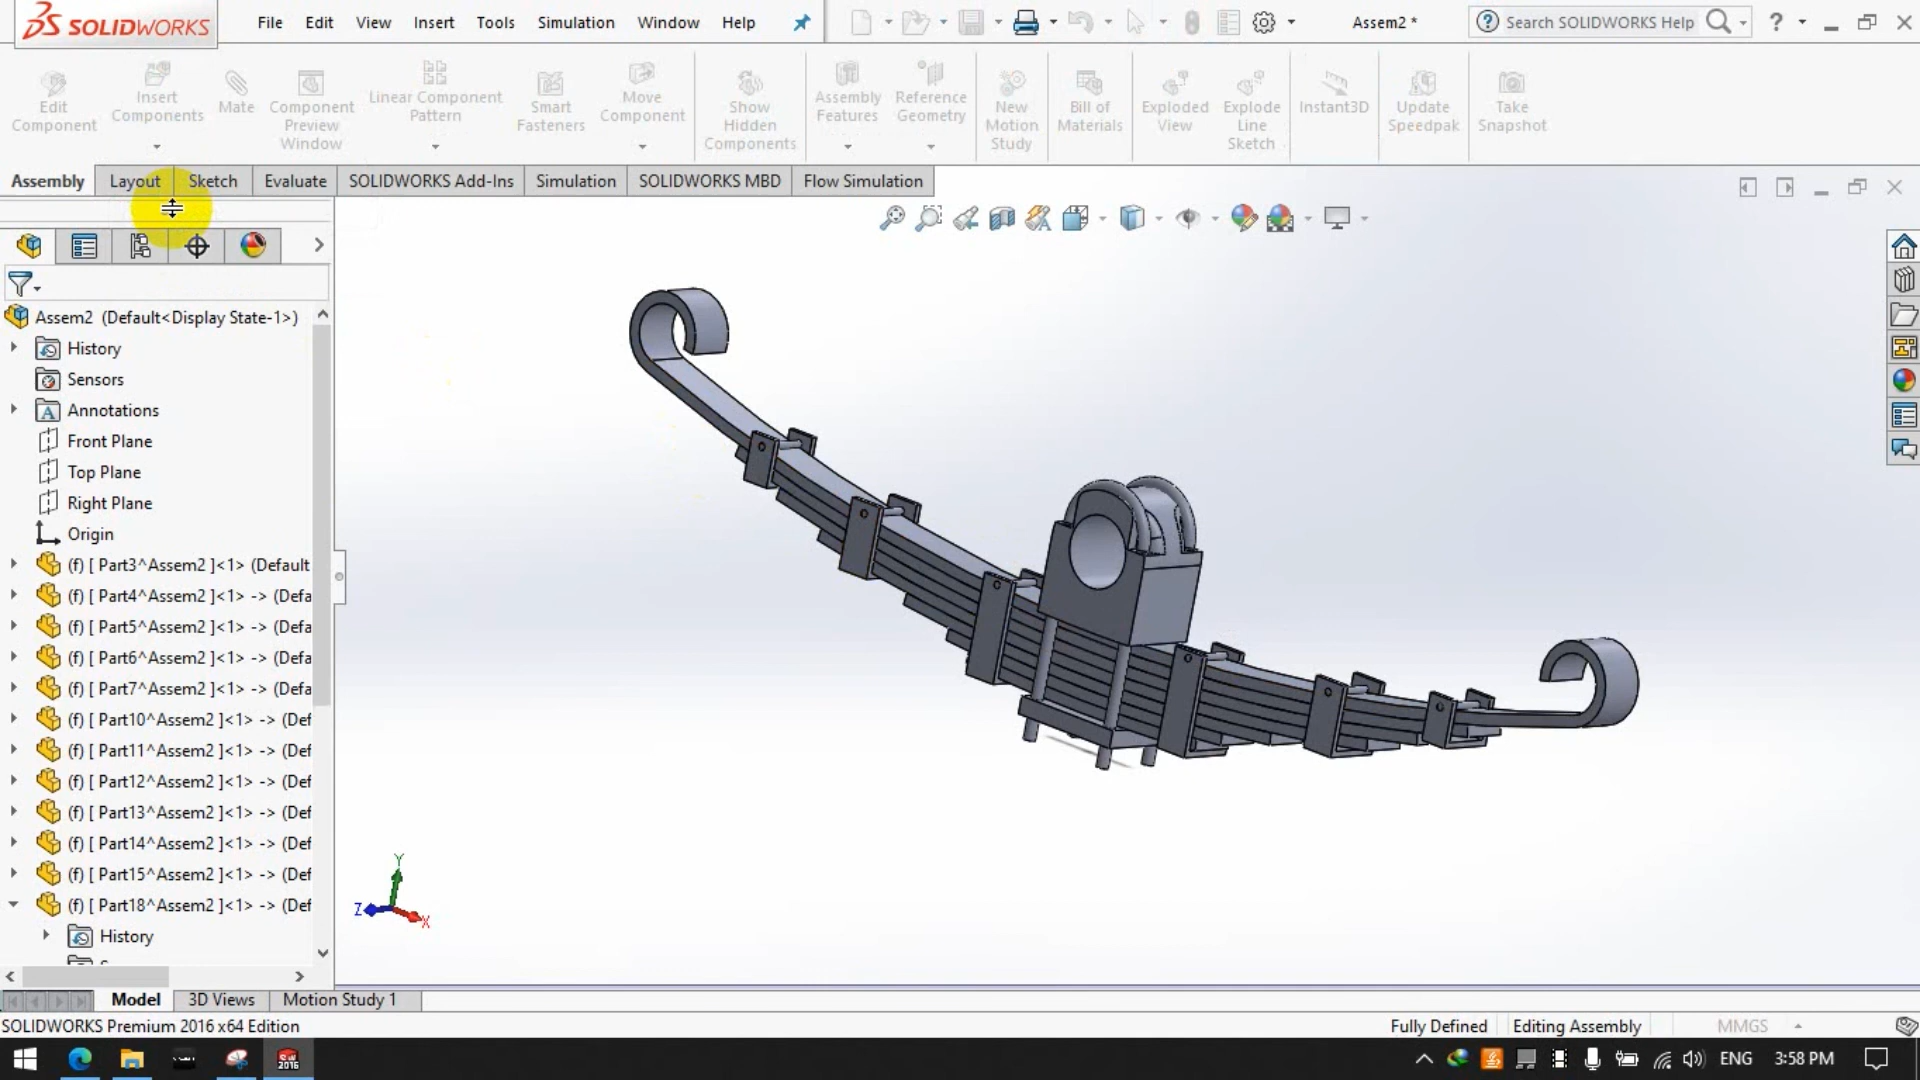 SOLIDWORKS File Edit View Insert Tools Simulation Window Help Assem2 * Search SOLIDWORKS Help ?
Edit Component
Insert Components
Mate
Component Preview Window
Linear Component Pattern
Smart Fasteners
Move Component
Show Hidden Components
Assembly Features
Reference Geometry
New Motion Study
Bill of Materials
Exploded View
Explode Line Sketch
Instant3D
Update Speedpak
Take Snapshot
Assembly Layout Sketch Evaluate SOLIDWORKS Add-Ins Simulation SOLIDWORKS MBD Flow Simulation
Assem2 (Default<Display State-1>)
History
Sensors
Annotations
Front Plane
Top Plane
Right Plane
Origin
(f) [ Part3^Assem2 ]<1> (Default
(f) [ Part4^Assem2 ]<1> -> (Defa
(f) [ Part5^Assem2 ]<1> -> (Defa
(f) [ Part6^Assem2 ]<1> -> (Defa
(f) [ Part7^Assem2 ]<1> -> (Defa
(f) [ Part10^Assem2 ]<1> -> (Def
(f) [ Part11^Assem2 ]<1> -> (Def
(f) [ Part12^Assem2 ]<1> -> (Def
(f) [ Part13^Assem2 ]<1> -> (Def
(f) [ Part14^Assem2 ]<1> -> (Def
(f) [ Part15^Assem2 ]<1> -> (Def
(f) [ Part18^Assem2 ]<1> -> (Def
History
Y
Z
X
Model 3D Views Motion Study 1
SOLIDWORKS Premium 2016 x64 Edition Fully Defined Editing Assembly MMGS
SW 2016 ENG 3:58 PM